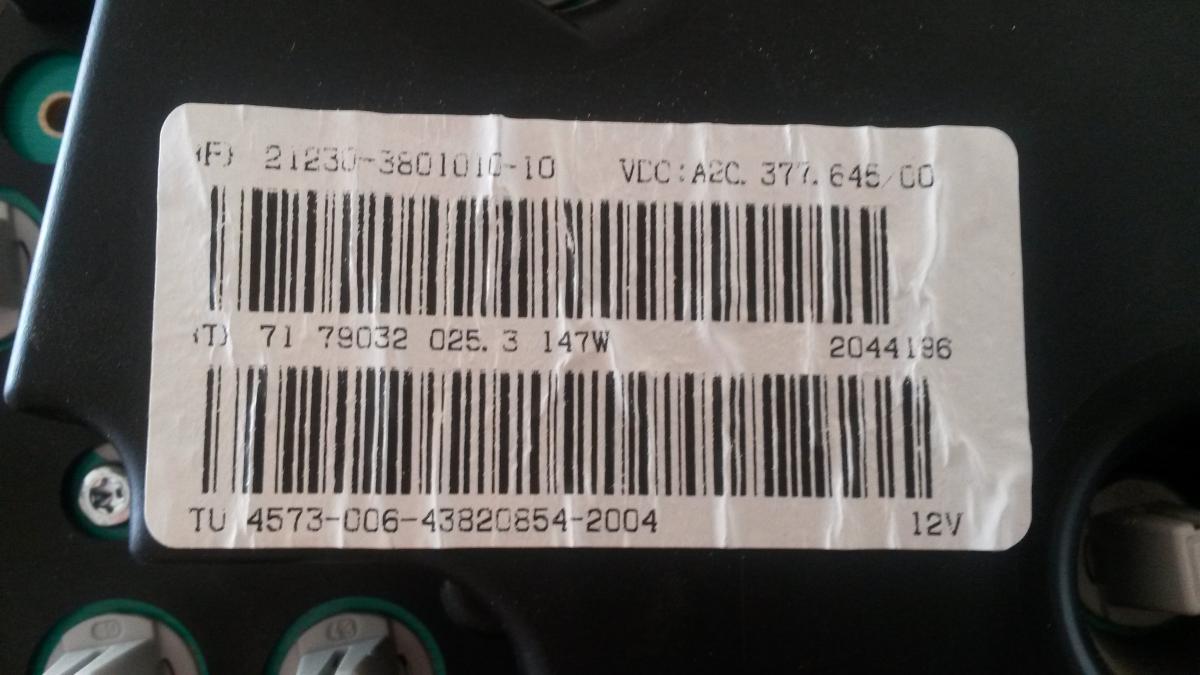 (P) 21230-3801010-10 VDC:A2C. 377. 645/00
(T) 71 79032 025. 3 147W 2044196
TU 4573-006-43820854-2004 12V